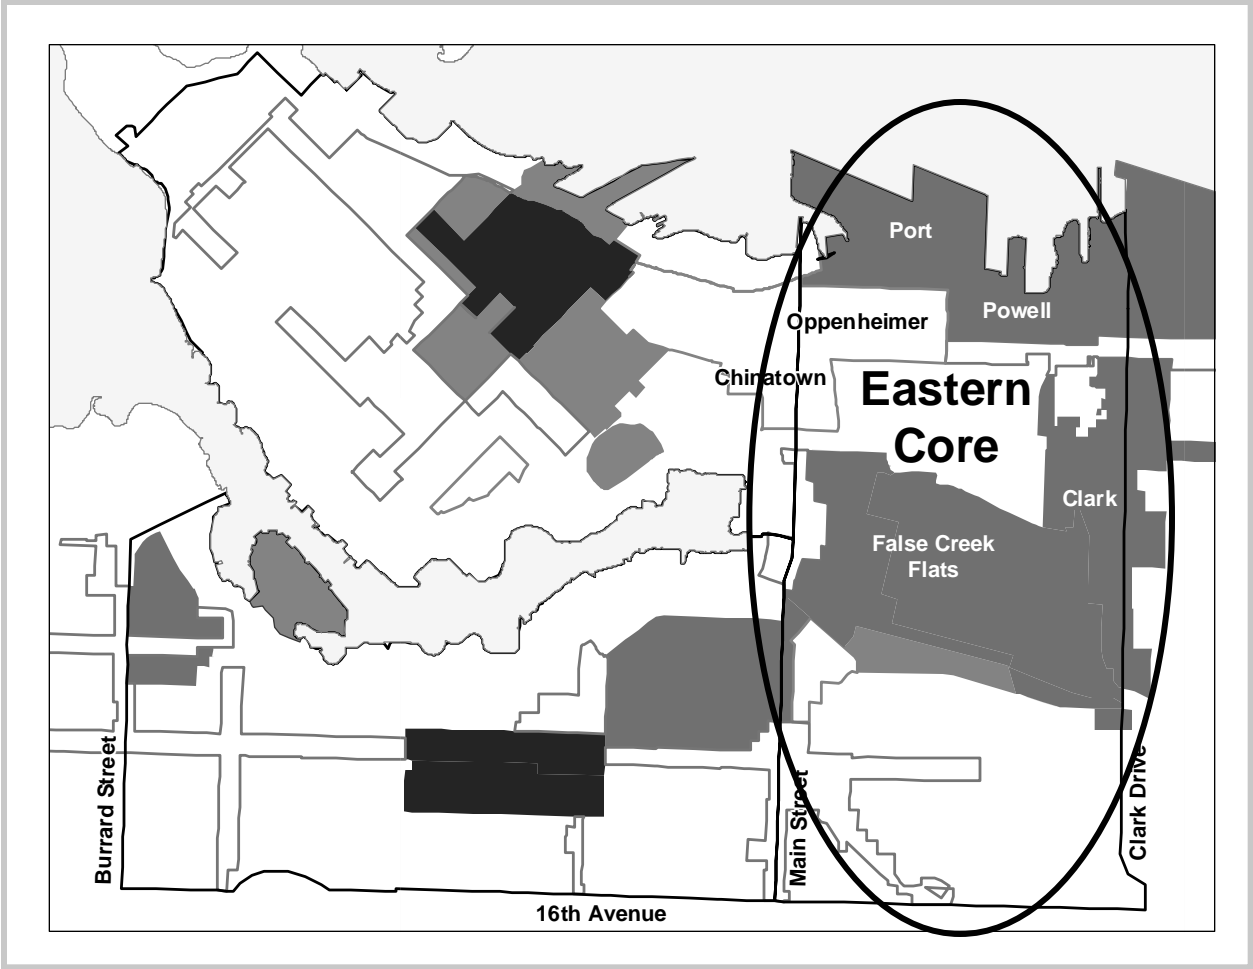 Port
Powell
Oppenheimer
Chinatown
Eastern
Core
Clark
False Creek
Flats
Burrard Street
Main Street
Clark Drive
16th Avenue